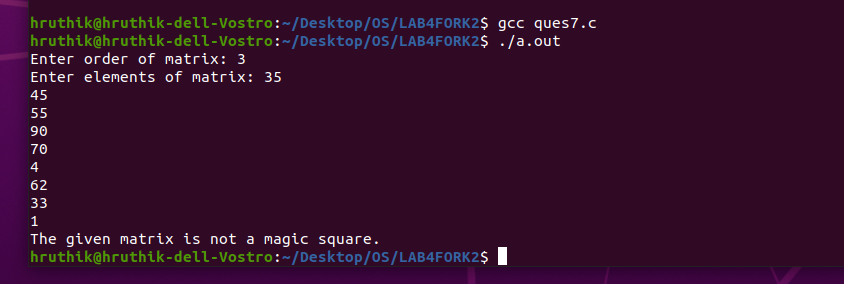 hruthik@hruthik-dell-Vostro:~/Desktop/OS/LAB4FORK2$ gcc ques7.c
hruthik@hruthik-dell-Vostro:~/Desktop/OS/LAB4FORK2$ ./a.out
Enter order of matrix: 3
Enter elements of matrix: 35
45
55
90
70
4
62
33
1
The given matrix is not a magic square.
hruthik@hruthik-dell-Vostro:~/Desktop/OS/LAB4FORK2$